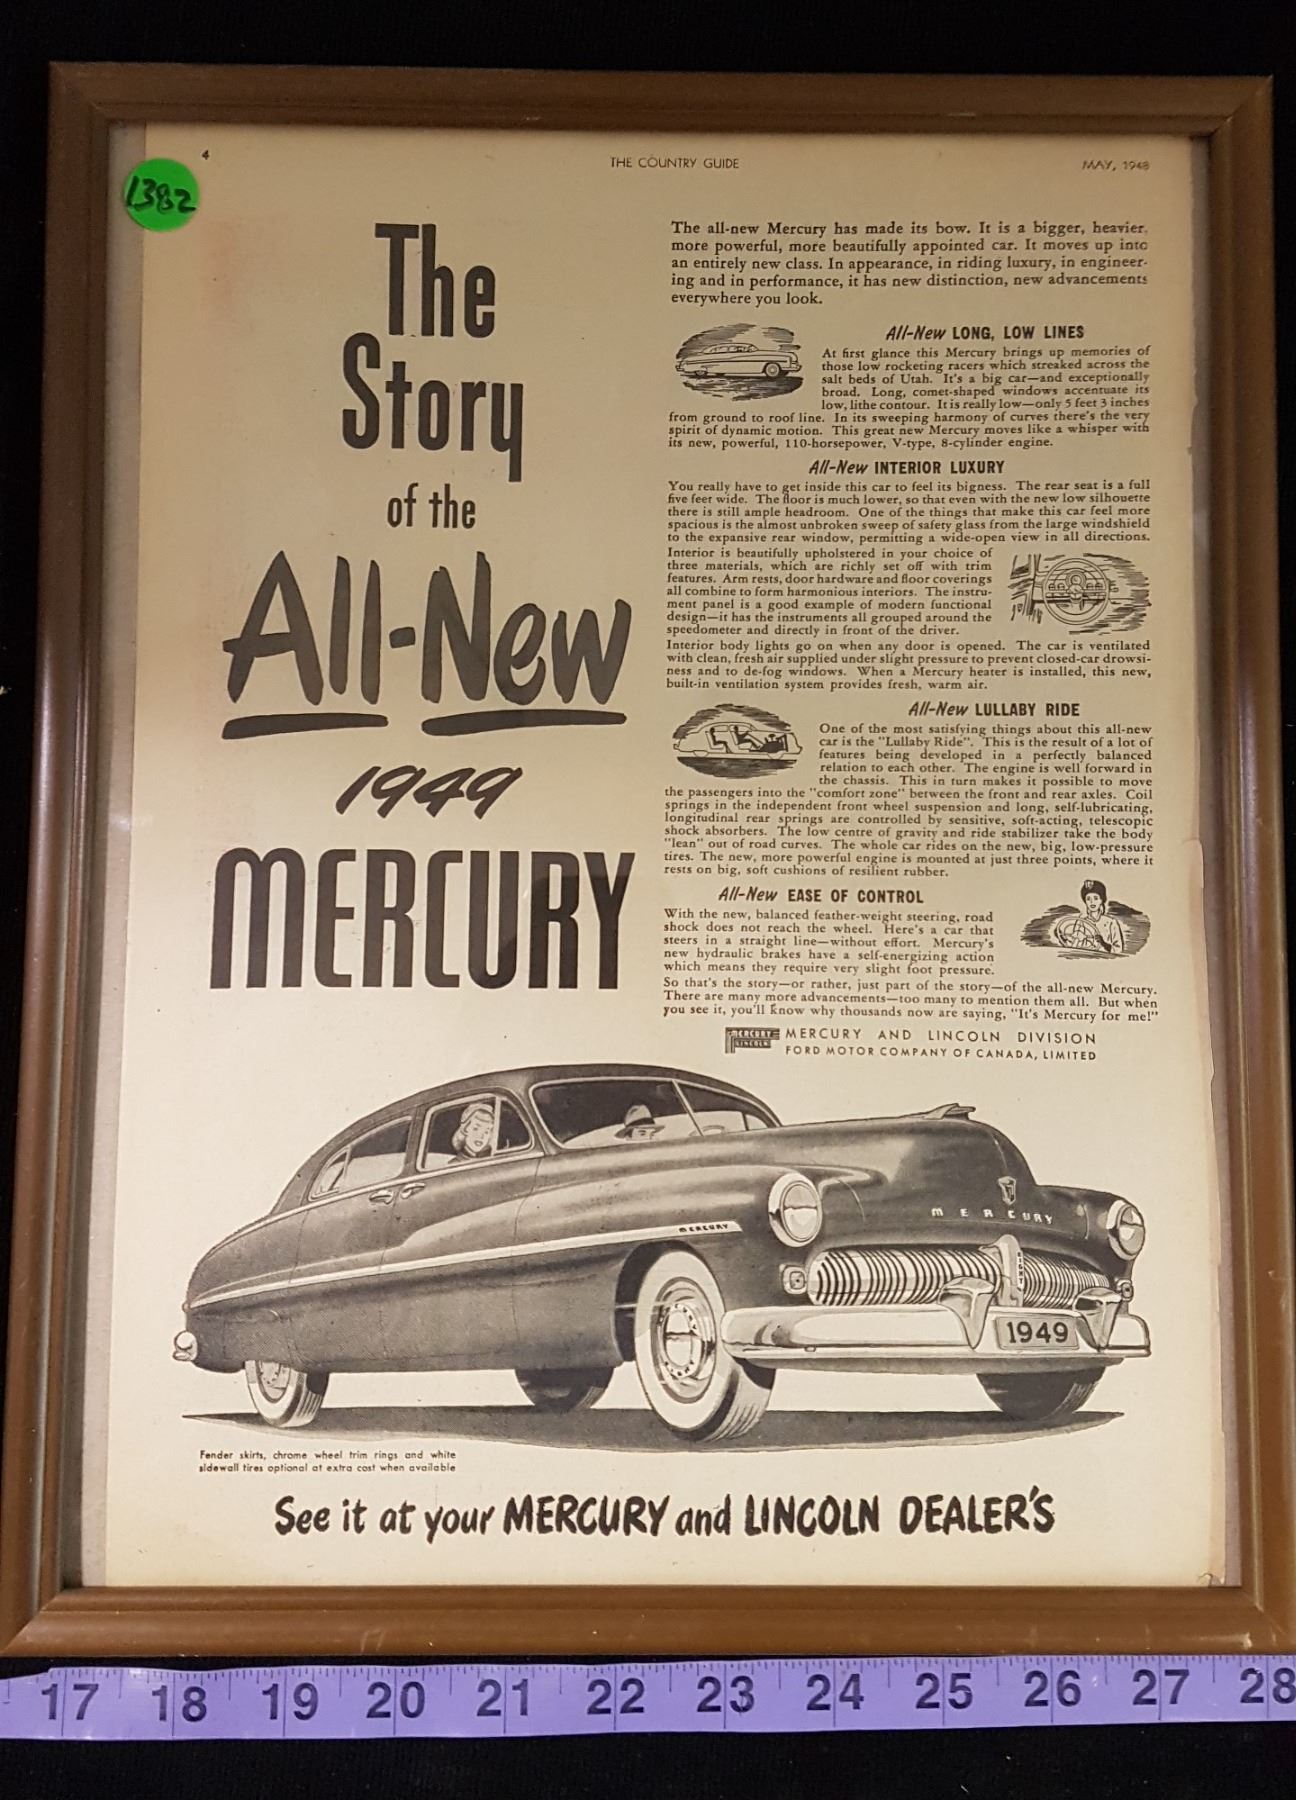 4
THE COUNTRY GUIDE
MAY, 1948
1382
The
Story
of the
All-New
1949
MERCURY
The all-new Mercury has made its bow. It is a bigger, heavier,
more powerful, more beautifully appointed car. It moves up into
an entirely new class. In appearance, in riding luxury, in engineer-
ing and in performance, it has new distinction, new advancements
everywhere you look.
All-New LONG, LOW LINES
At first glance this Mercury brings up memories of
those low rocketing racers which streaked across the
salt beds of Utah. It's a big car—and exceptionally
broad. Long, comet-shaped windows accentuate its
low, lithe contour. It is really low—only 5 feet 3 inches
from ground to roof line. In its sweeping harmony of curves there's the very
spirit of dynamic motion. This great new Mercury moves like a whisper with
its new, powerful, 110-horsepower, V-type, 8-cylinder engine.
All-New INTERIOR LUXURY
You really have to get inside this car to feel its bigness. The rear seat is a full
five feet wide. The floor is much lower, so that even with the new low silhouette
there is still ample headroom. One of the things that make this car feel more
spacious is the almost unbroken sweep of safety glass from the large windshield
to the expansive rear window, permitting a wide-open view in all directions.
Interior is beautifully upholstered in your choice of
three materials, which are richly set off with trim
features. Arm rests, door hardware and floor coverings
all combine to form harmonious interiors. The instru-
ment panel is a good example of modern functional
design—it has the instruments all grouped around the
speedometer and directly in front of the driver.
Interior body lights go on when any door is opened. The car is ventilated
with clean, fresh air supplied under slight pressure to prevent closed-car drowsi-
ness and to de-fog windows. When a Mercury heater is installed, this new,
built-in ventilation system provides fresh, warm air.
All-New LULLABY RIDE
One of the most satisfying things about this all-new
car is the "Lullaby Ride". This is the result of a lot of
features being developed in a perfectly balanced
relation to each other. The engine is well forward in
the chassis. This in turn makes it possible to move
the passengers into the "comfort zone" between the front and rear axles. Coil
springs in the independent front wheel suspension and long, self-lubricating,
longitudinal rear springs are controlled by sensitive, soft-acting, telescopic
shock absorbers. The low centre of gravity and ride stabilizer take the body
"lean" out of road curves. The whole car rides on the new, big, low-pressure
tires. The new, more powerful engine is mounted at just three points, where it
rests on big, soft cushions of resilient rubber.
All-New EASE OF CONTROL
With the new, balanced feather-weight steering, road
shock does not reach the wheel. Here's a car that
steers in a straight line—without effort. Mercury's
new hydraulic brakes have a self-energizing action
which means they require very slight foot pressure.
So that's the story—or rather, just part of the story—of the all-new Mercury.
There are many more advancements—too many to mention them all. But when
you see it, you'll know why thousands now are saying, "It's Mercury for me!"
MERCURY
LINCOLN
MERCURY AND LINCOLN DIVISION
FORD MOTOR COMPANY OF CANADA, LIMITED
MERCURY
MERCURY
EIGHT
1949
Fender skirts, chrome wheel trim rings and white
sidewall tires optional at extra cost when available
See it at your MERCURY and LINCOLN DEALER'S
17 18 19 20 21 22 23 24 25 26 27 28